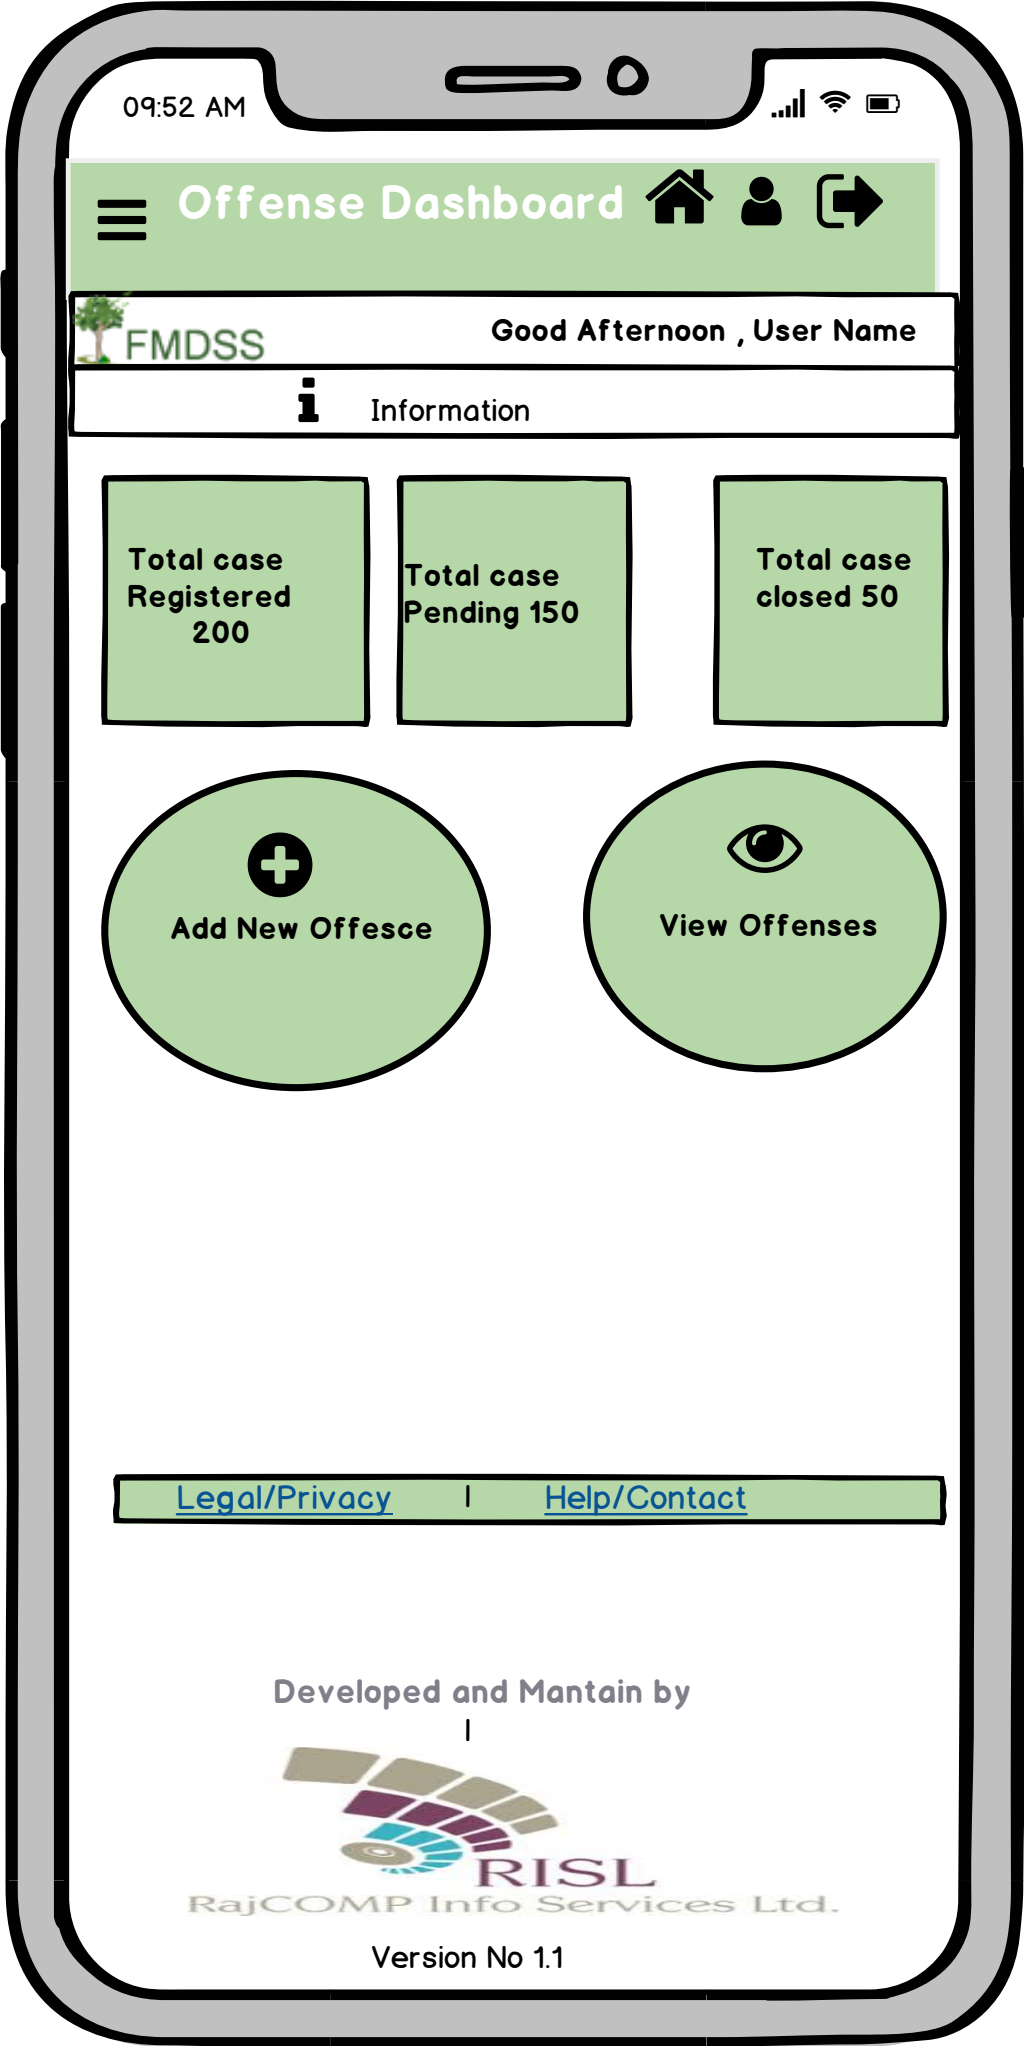 09:52 AM
Offense Dashboard
FMDSS
Good Afternoon , User Name
Information
Total case
Registered
200
Total case
Pending 150
Total case
closed 50
Add New Offesce
View Offenses
Legal/Privacy | Help/Contact
Developed and Mantain by
|
RISL
RajCOMP Info Services Ltd.
Version No 1.1